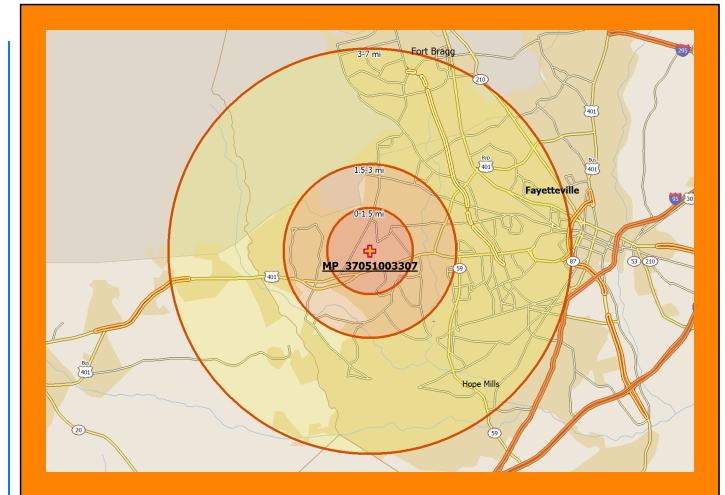 Fort Bragg
3-7 mi
295
210
401
Bus
401
1.5-3 mi
Bus
401
Fayetteville
95
301
0-1.5 mi
MP_37051003307
401
59
87
53
210
Bus
401
Hope Mills
20
59